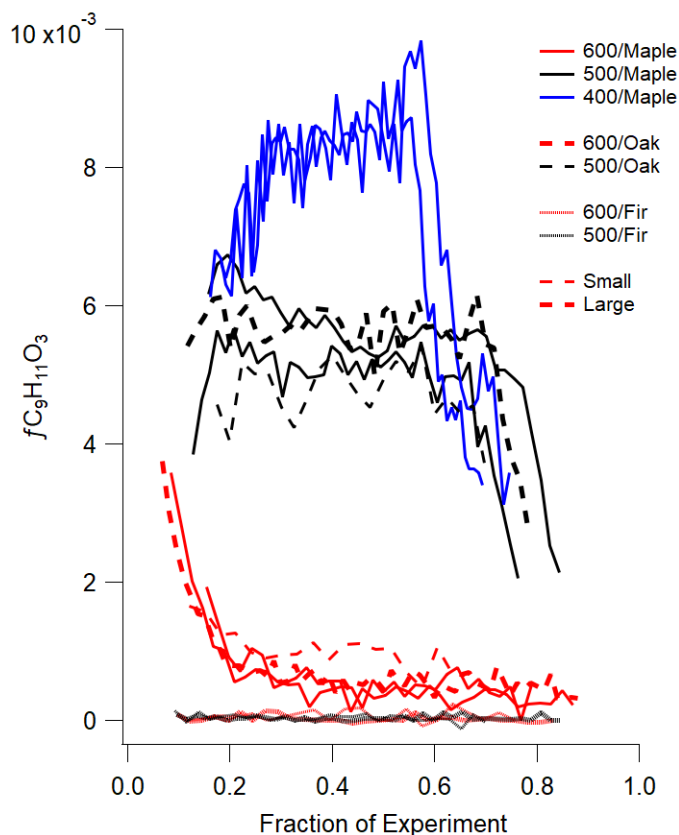 10 x10⁻³
8
6
4
2
0
fC₉H₁₁O₃
0.0 0.2 0.4 0.6 0.8 1.0
Fraction of Experiment
600/Maple
500/Maple
400/Maple
600/Oak
500/Oak
600/Fir
500/Fir
Small
Large